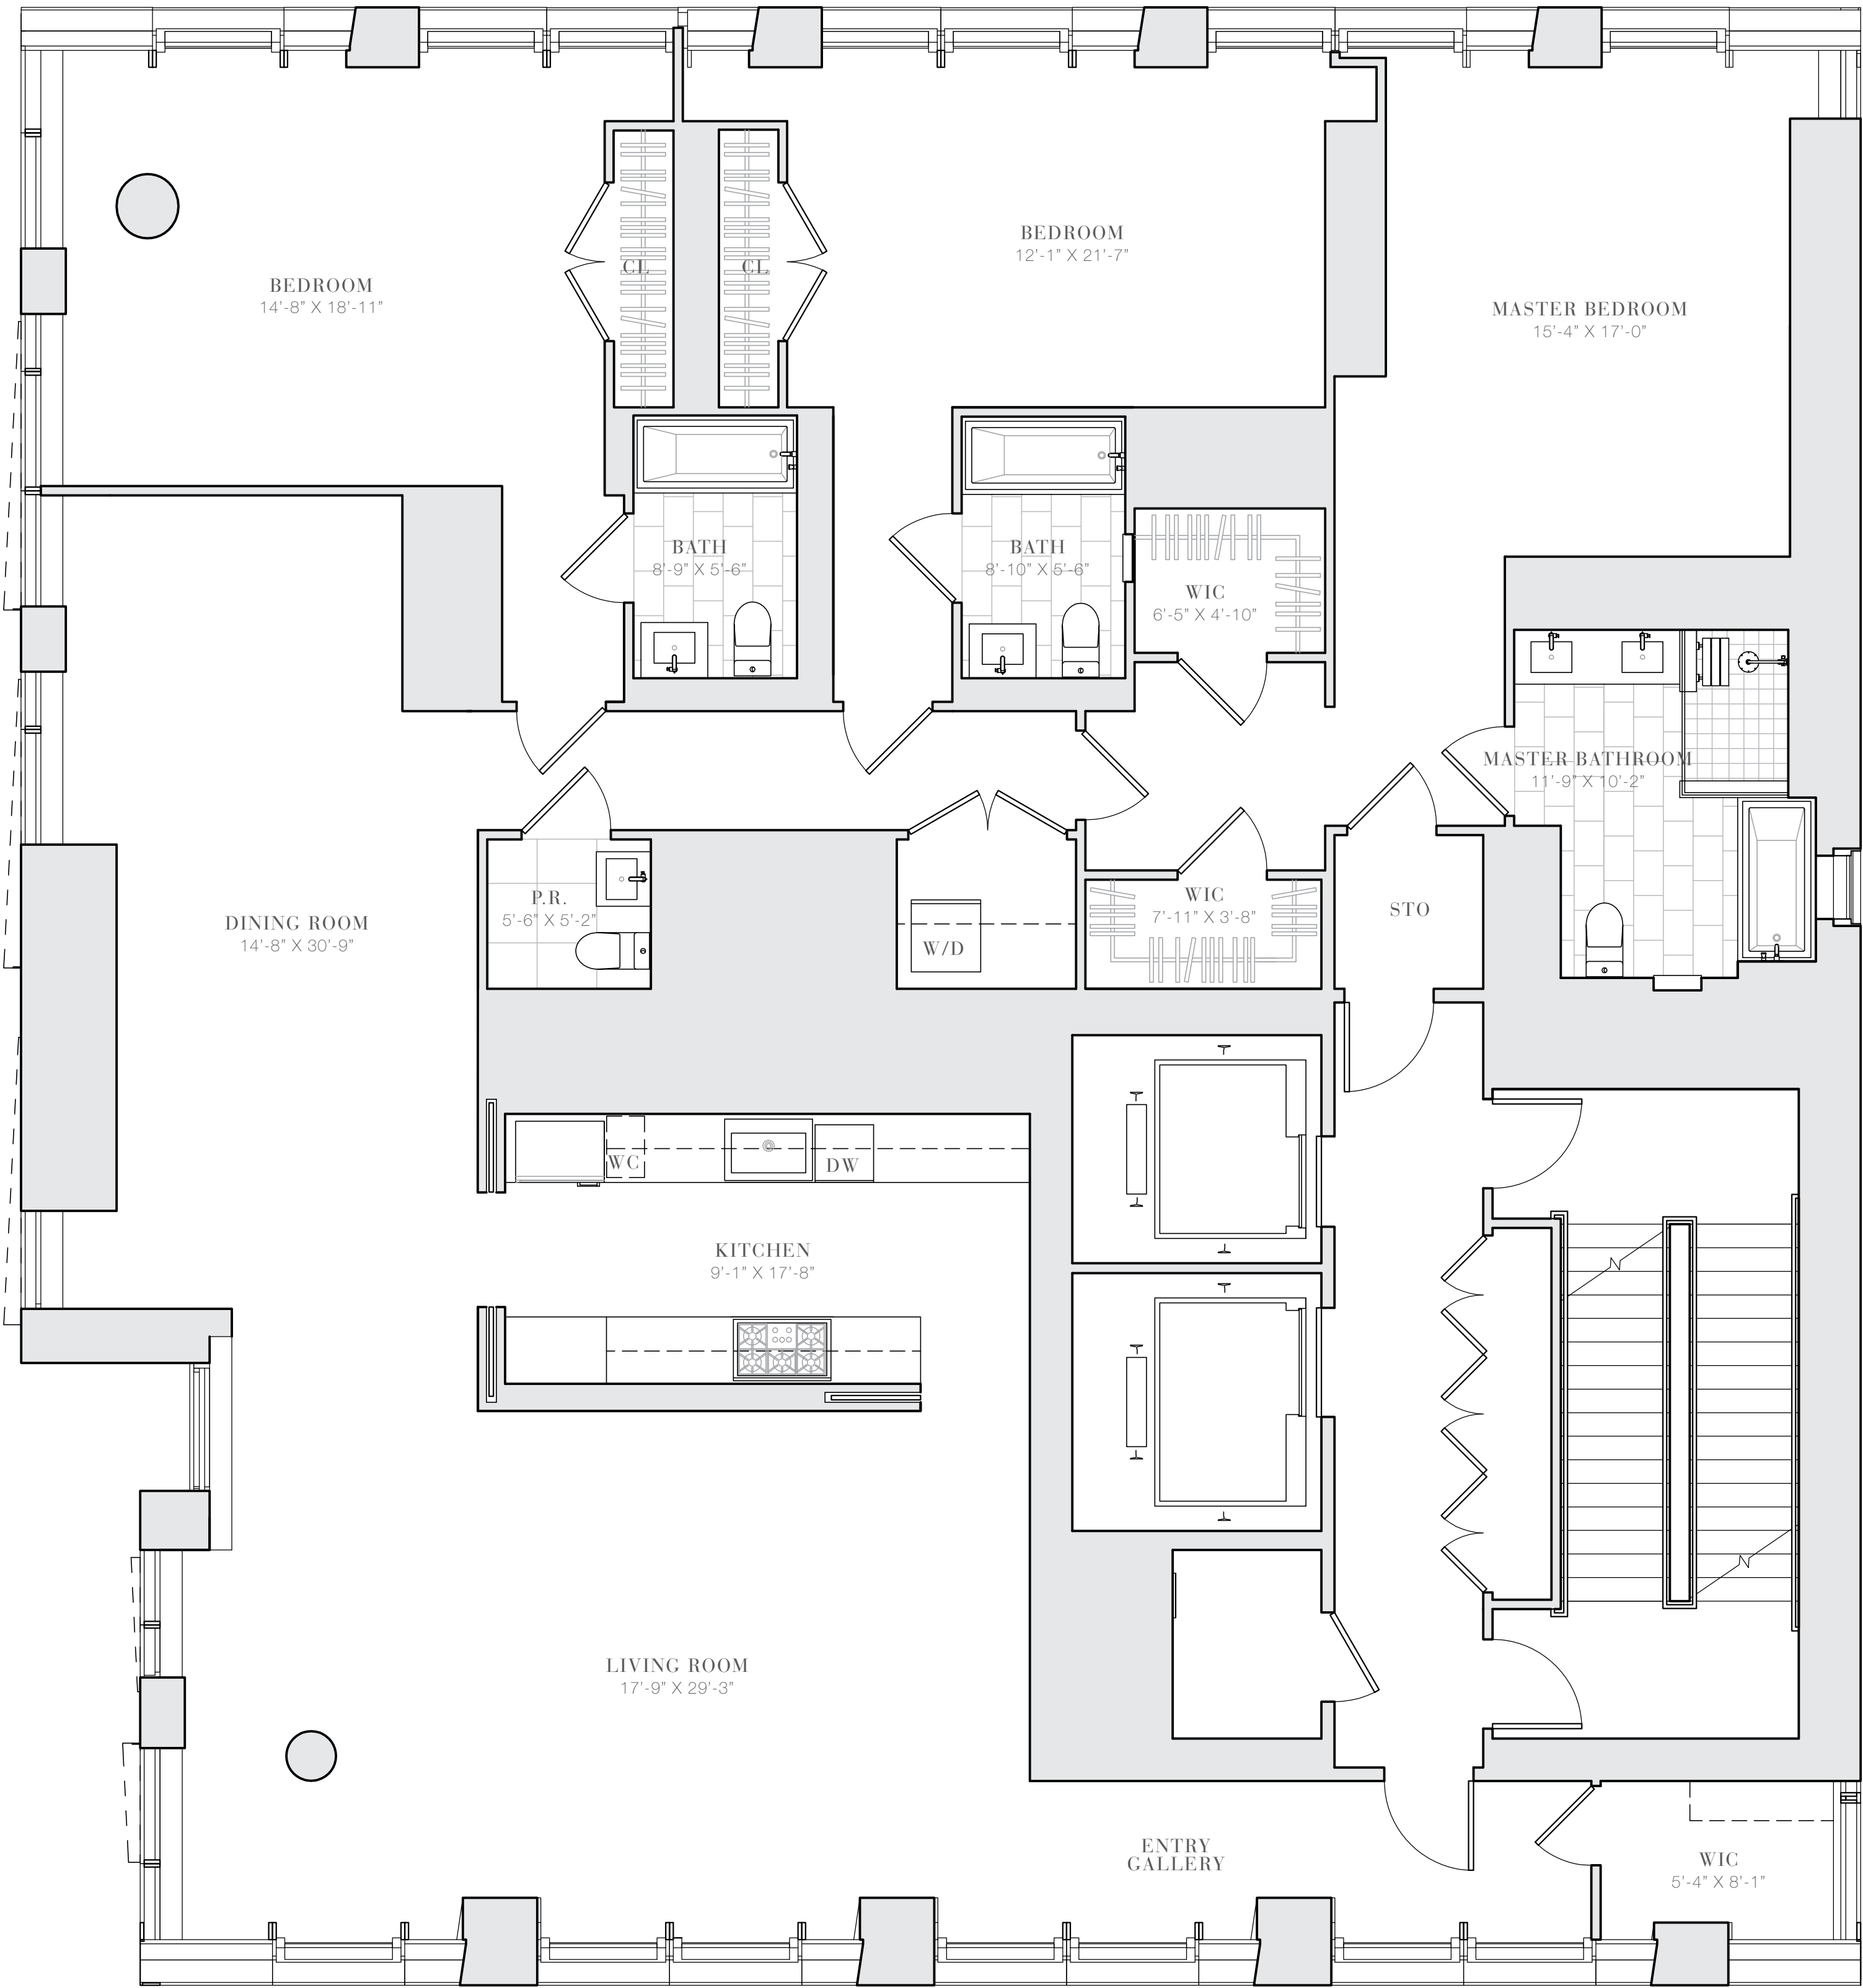 BEDROOM
12'-1" X 21'-7"
CL
CL
BEDROOM
14'-8" X 18'-11"
MASTER BEDROOM
15'-4" X 17'-0"
BATH
8'-9" X 5'-6"
BATH
8'-10" X 5'-6"
WIC
6'-5" X 4'-10"
MASTER BATHROOM
11'-9" X 10'-2"
P.R.
5'-6" X 5'-2"
WIC
7'-11" X 3'-8"
STO
DINING ROOM
14'-8" X 30'-9"
W/D
WC
DW
KITCHEN
9'-1" X 17'-8"
LIVING ROOM
17'-9" X 29'-3"
ENTRY
GALLERY
WIC
5'-4" X 8'-1"